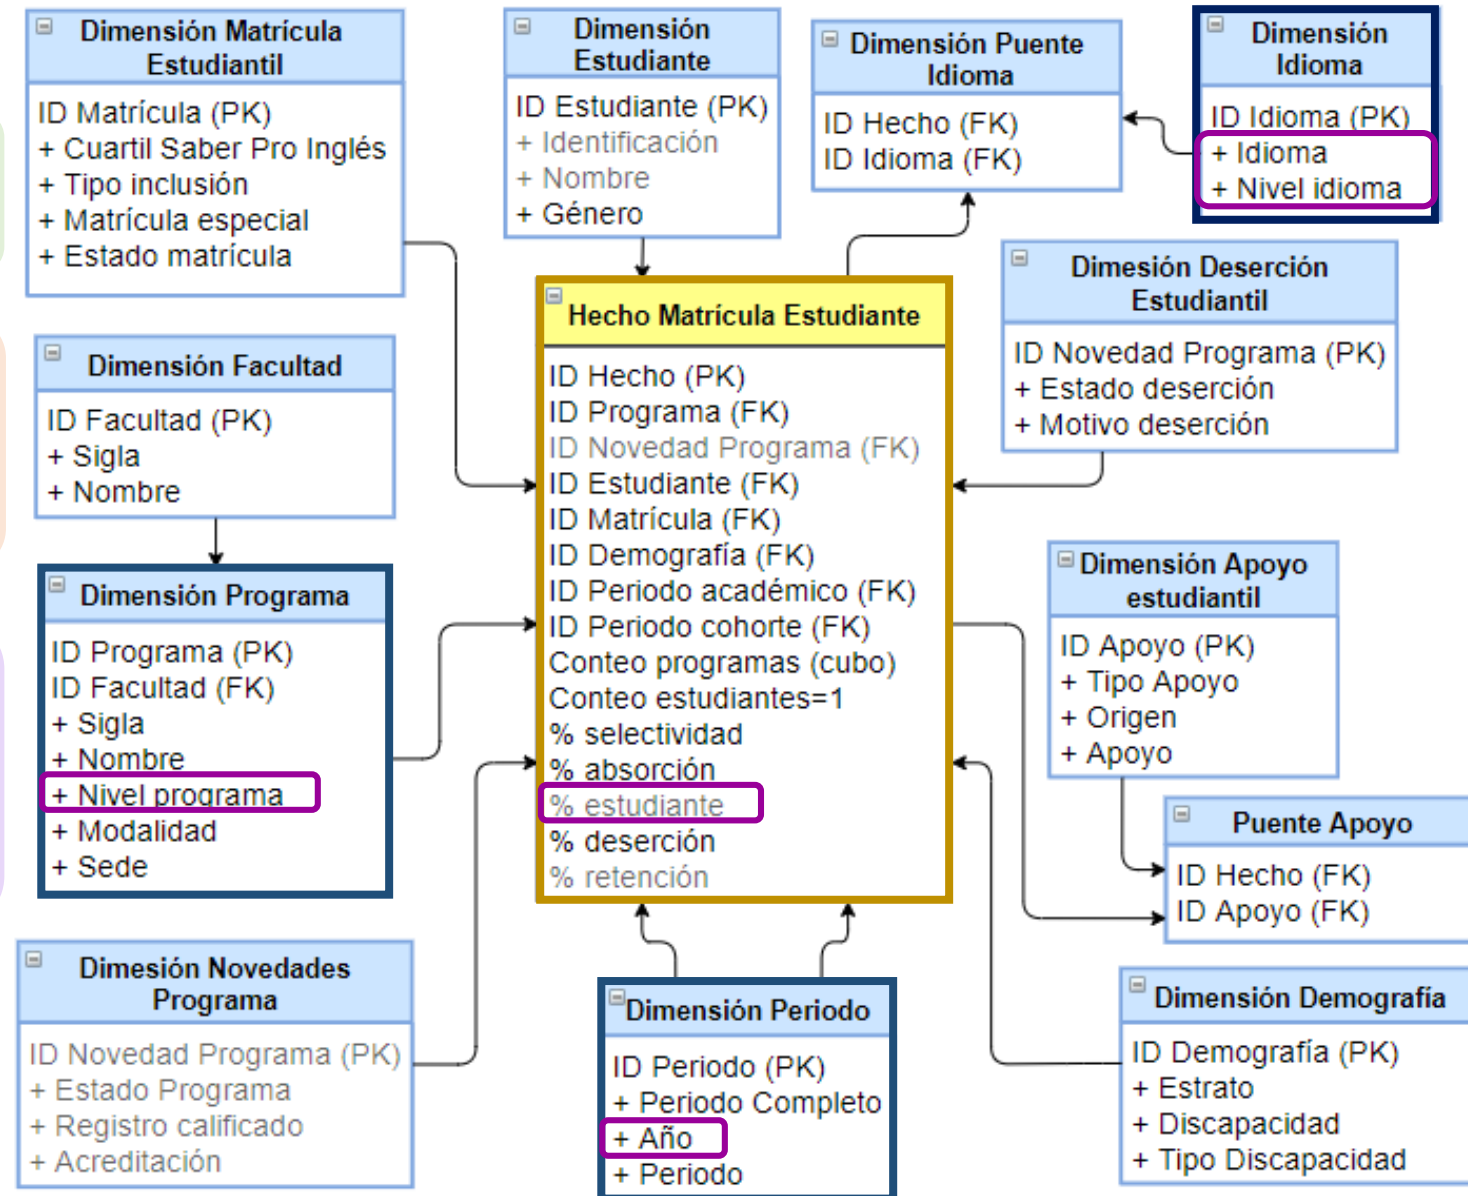 Dimensión Matrícula
Estudiantil
ID Matrícula (PK)
+ Cuartil Saber Pro Inglés
+ Tipo inclusión
+ Matrícula especial
+ Estado matrícula
Dimensión
Estudiante
ID Estudiante (PK)
+ Identificación
+ Nombre
+ Género
Dimensión Puente
Idioma
ID Hecho (FK)
ID Idioma (FK)
Dimensión
Idioma
ID Idioma (PK)
+ Idioma
+ Nivel idioma
Dimesión Deserción
Estudiantil
ID Novedad Programa (PK)
+ Estado deserción
+ Motivo deserción
Hecho Matrícula Estudiante
ID Hecho (PK)
ID Programa (FK)
ID Novedad Programa (FK)
ID Estudiante (FK)
ID Matrícula (FK)
ID Demografía (FK)
ID Periodo académico (FK)
ID Periodo cohorte (FK)
Conteo programas (cubo)
Conteo estudiantes=1
% selectividad
% absorción
% estudiante
% deserción
% retención
Dimensión Facultad
ID Facultad (PK)
+ Sigla
+ Nombre
Dimensión Programa
ID Programa (PK)
ID Facultad (FK)
+ Sigla
+ Nombre
+ Nivel programa
+ Modalidad
+ Sede
Dimensión Apoyo
estudiantil
ID Apoyo (PK)
+ Tipo Apoyo
+ Origen
+ Apoyo
Puente Apoyo
ID Hecho (FK)
ID Apoyo (FK)
Dimesión Novedades
Programa
ID Novedad Programa (PK)
+ Estado Programa
+ Registro calificado
+ Acreditación
Dimensión Periodo
ID Periodo (PK)
+ Periodo Completo
+ Año
+ Periodo
Dimensión Demografía
ID Demografía (PK)
+ Estrato
+ Discapacidad
+ Tipo Discapacidad